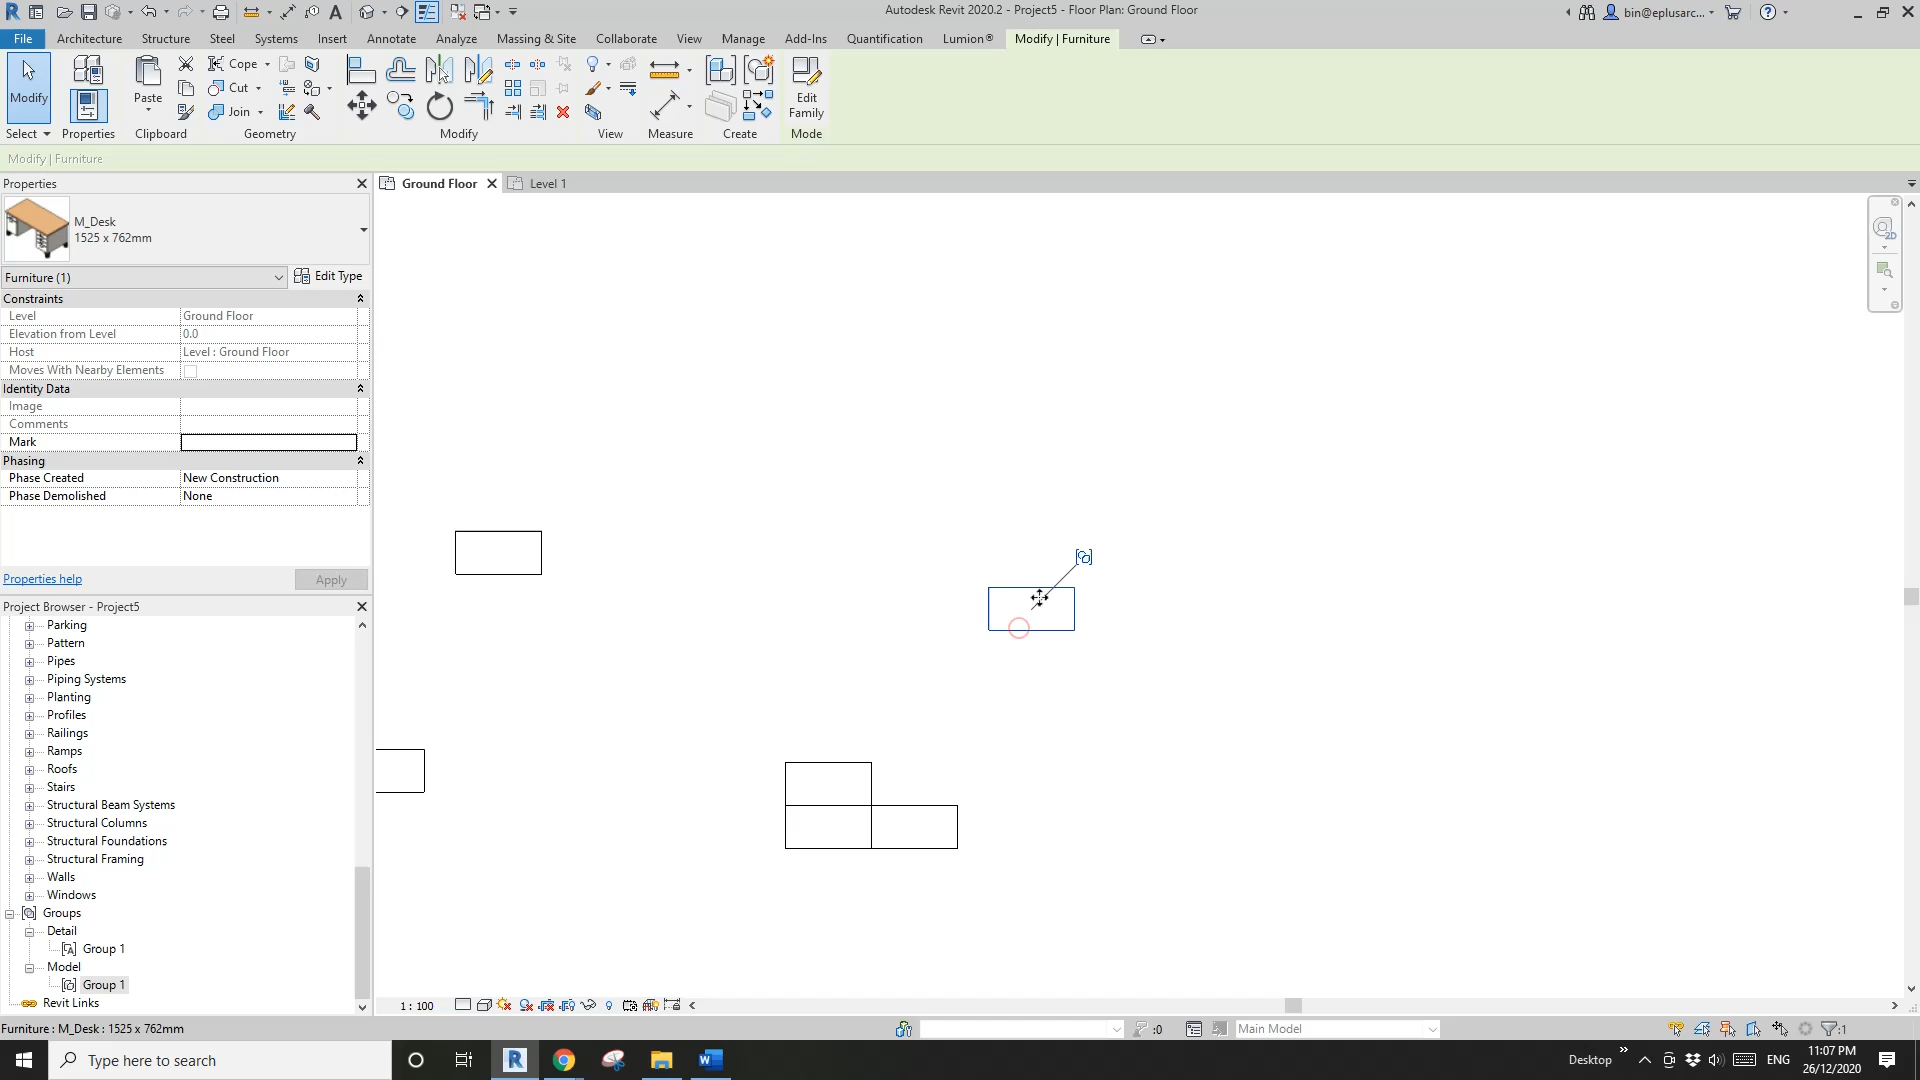 Autodesk Revit 2020.2 - Project5 - Floor Plan: Ground Floor
bin@eplusarc...
File Architecture Structure Steel Systems Insert Annotate Analyze Massing & Site Collaborate View Manage Add-Ins Quantification Lumion® Modify | Furniture
Cope
Modify
Paste
Cut
Edit
Family
Join
Select Properties Clipboard Geometry Modify View Measure Create Mode
Modify | Furniture
Properties
Ground Floor
Level 1
M_Desk
1525 x 762mm
2D
Furniture (1)
Edit Type
Constraints
Level Ground Floor
Elevation from Level 0.0
Host Level : Ground Floor
Moves With Nearby Elements
Identity Data
Image
Comments
Mark
Phasing
Phase Created New Construction
Phase Demolished None
Properties help
Apply
Project Browser - Project5
Parking
Pattern
Pipes
Piping Systems
Planting
Profiles
Railings
Ramps
Roofs
Stairs
Structural Beam Systems
Structural Columns
Structural Foundations
Structural Framing
Walls
Windows
Groups
Detail
Group 1
Model
Group 1
Revit Links
1 : 100
Furniture : M_Desk : 1525 x 762mm
:0
Main Model
:1
Type here to search
Desktop
ENG
11:07 PM
26/12/2020